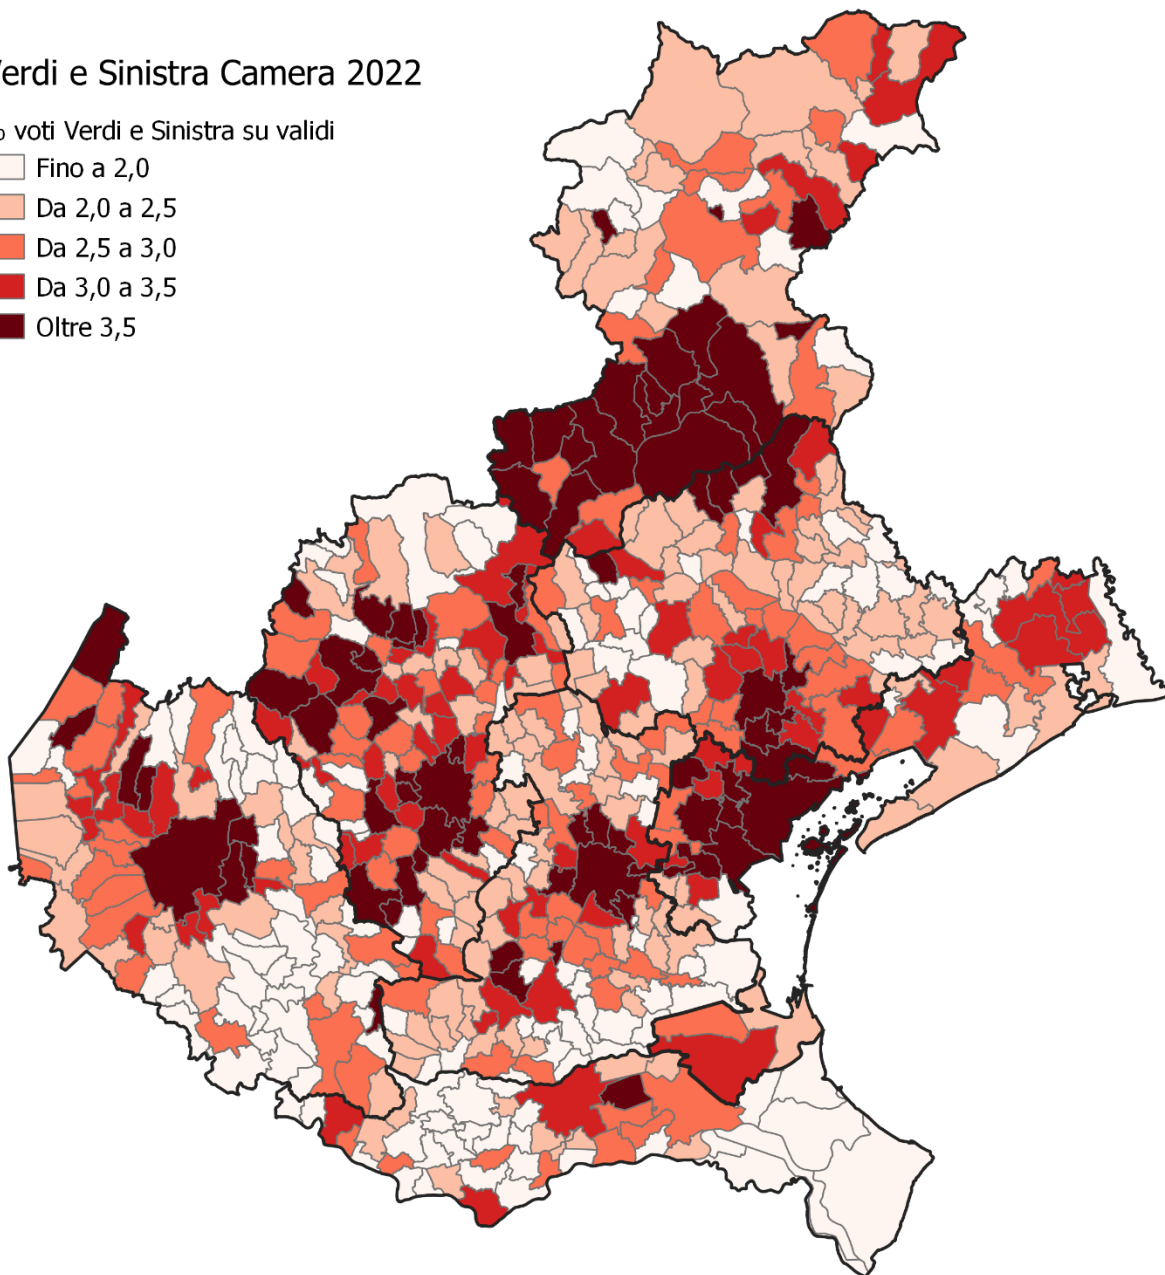 erdi e Sinistra Camera 2022
voti Verdi e Sinistra su validi
Fino a 2,0
Da 2,0 a 2,5
Da 2,5 a 3,0
Da 3,0 a 3,5
Oltre 3,5